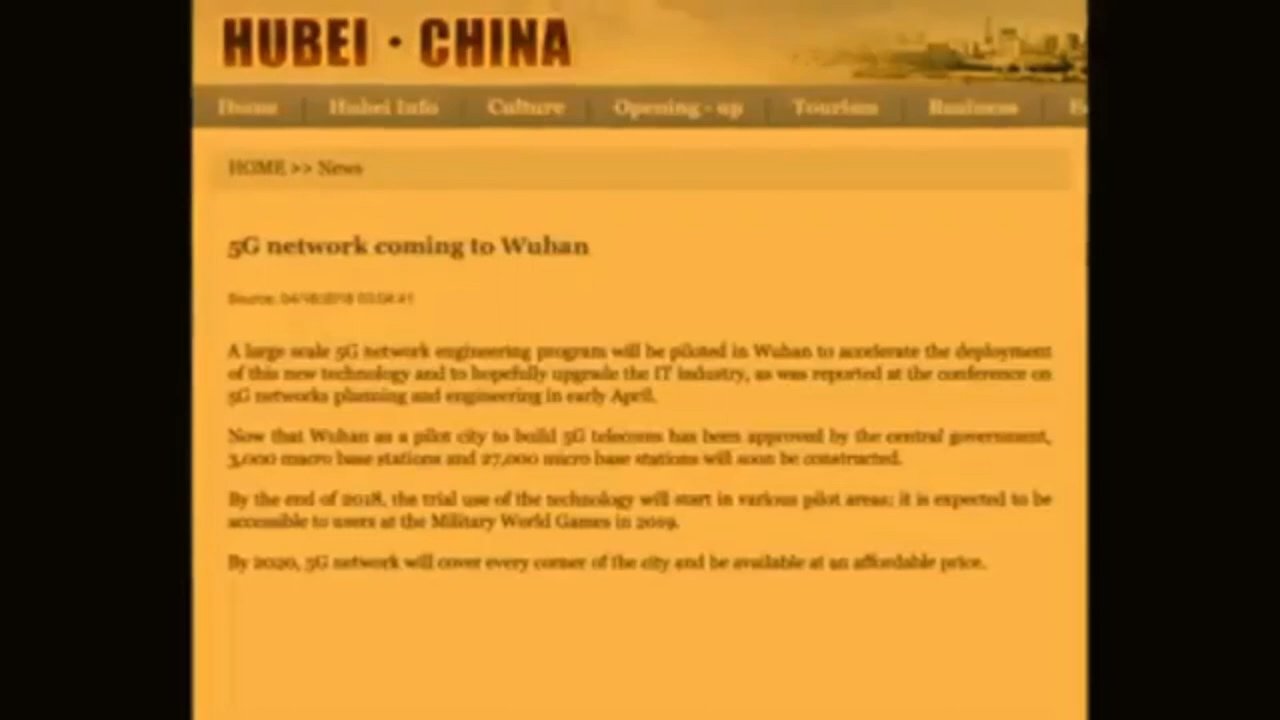 HUBEI · CHINA
Home Hubei Info Culture Opening - up Tourism Business
HOME >> News
5G network coming to Wuhan
Source: 03:04:41
A large scale 5G network engineering program will be piloted in Wuhan to accelerate the deployment
of this new technology and to hopefully upgrade the IT industry, as was reported at the conference on
5G networks planning and engineering in early April.
Now that Wuhan as a pilot city to build 5G telecoms has been approved by the central government,
3,000 macro base stations and 27,000 micro base stations will soon be constructed.
By the end of 2018, the trial use of the technology will start in various pilot areas; it is expected to be
accessible to users at the Military World Games in 2019.
By 2020, 5G network will cover every corner of the city and be available at an affordable price.